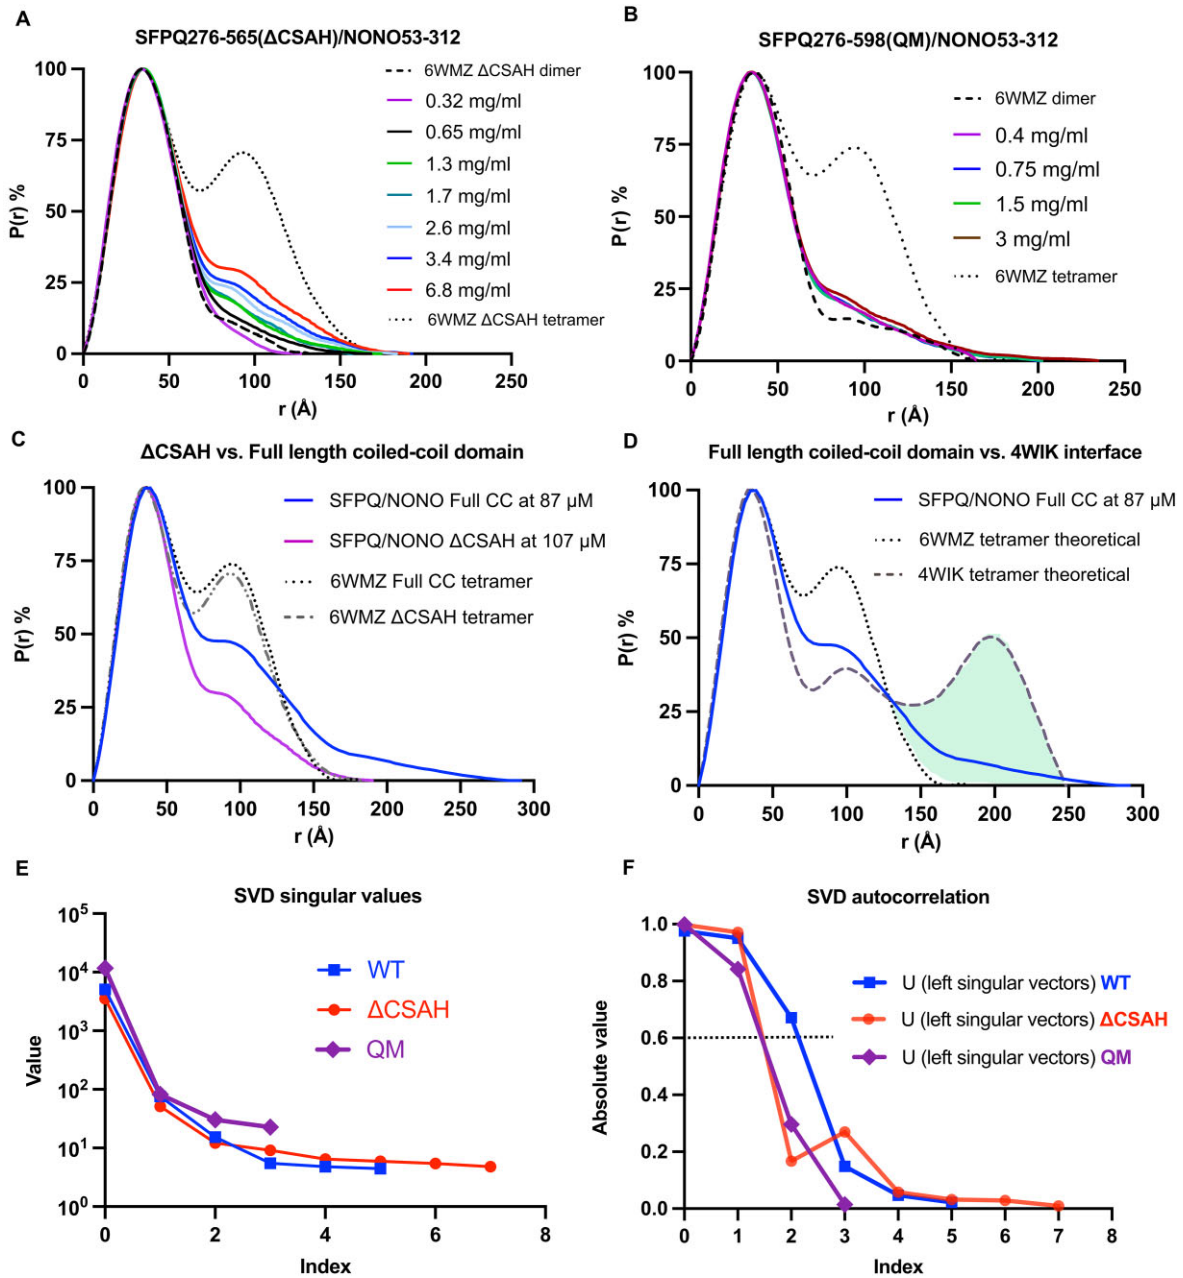 A
SFPQ276-565(ΔCSAH)/NONO53-312
P(r) %
100
75
50
25
0
0 50 100 150 200 250
r (Å)
6WMZ ΔCSAH dimer
0.32 mg/ml
0.65 mg/ml
1.3 mg/ml
1.7 mg/ml
2.6 mg/ml
3.4 mg/ml
6.8 mg/ml
6WMZ ΔCSAH tetramer
B
SFPQ276-598(QM)/NONO53-312
P(r) %
100
75
50
25
0
0 50 100 150 200 250
r (Å)
6WMZ dimer
0.4 mg/ml
0.75 mg/ml
1.5 mg/ml
3 mg/ml
6WMZ tetramer
C
ΔCSAH vs. Full length coiled-coil domain
P(r) %
100
75
50
25
0
0 50 100 150 200 250 300
r (Å)
SFPQ/NONO Full CC at 87 µM
SFPQ/NONO ΔCSAH at 107 µM
6WMZ Full CC tetramer
6WMZ ΔCSAH tetramer
D
Full length coiled-coil domain vs. 4WIK interface
P(r) %
100
75
50
25
0
0 50 100 150 200 250 300
r (Å)
SFPQ/NONO Full CC at 87 µM
6WMZ tetramer theoretical
4WIK tetramer theoretical
E
SVD singular values
Value
10⁵
10⁴
10³
10²
10¹
10⁰
0 2 4 6 8
Index
WT
ΔCSAH
QM
F
SVD autocorrelation
Absolute value
1.0
0.8
0.6
0.4
0.2
0.0
0 1 2 3 4 5 6 7 8
Index
U (left singular vectors) WT
U (left singular vectors) ΔCSAH
U (left singular vectors) QM